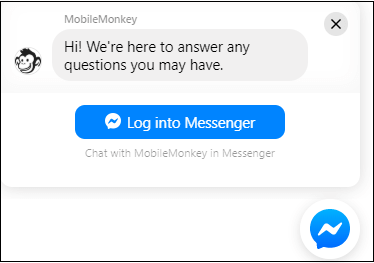 MobileMonkey
Hi! We're here to answer any
questions you may have.
Log into Messenger
Chat with MobileMonkey in Messenger